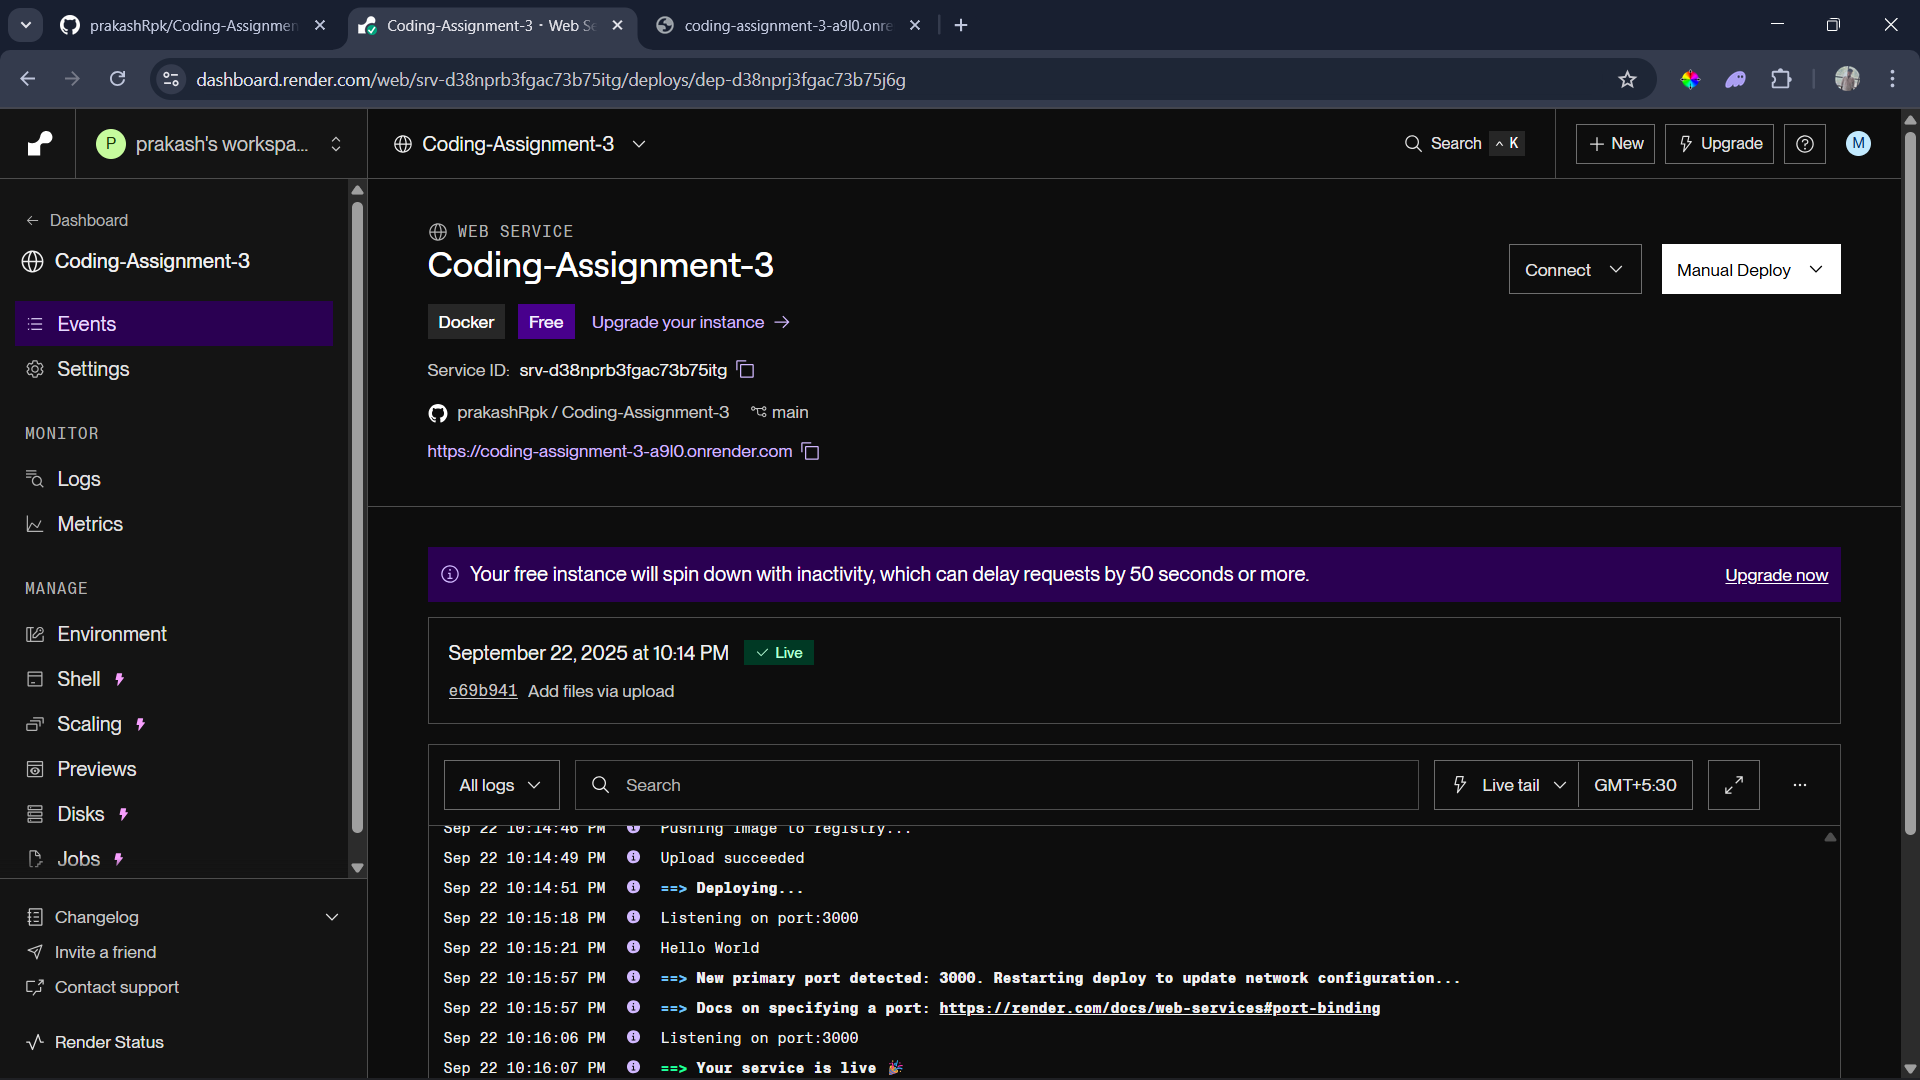 prakashRpk/Coding-Assignmen
Coding-Assignment-3 · Web Se
coding-assignment-3-a9l0.onre
dashboard.render.com/web/srv-d38nprb3fgac73b75itg/deploys/dep-d38nprj3fgac73b75j6g
P prakash's workspa...
Coding-Assignment-3
Search ^ K
+ New
Upgrade
M
← Dashboard
Coding-Assignment-3
Events
Settings
MONITOR
Logs
Metrics
MANAGE
Environment
Shell
Scaling
Previews
Disks
Jobs
Changelog
Invite a friend
Contact support
Render Status
WEB SERVICE
Coding-Assignment-3
Connect
Manual Deploy
Docker Free Upgrade your instance →
Service ID: srv-d38nprb3fgac73b75itg
prakashRpk / Coding-Assignment-3 main
https://coding-assignment-3-a9l0.onrender.com
Your free instance will spin down with inactivity, which can delay requests by 50 seconds or more. Upgrade now
September 22, 2025 at 10:14 PM ✓ Live
e69b941 Add files via upload
All logs
Search
Live tail
GMT+5:30
Sep 22 10:14:46 PM Pushing image to registry...
Sep 22 10:14:49 PM Upload succeeded
Sep 22 10:14:51 PM ==> Deploying...
Sep 22 10:15:18 PM Listening on port:3000
Sep 22 10:15:21 PM Hello World
Sep 22 10:15:57 PM ==> New primary port detected: 3000. Restarting deploy to update network configuration...
Sep 22 10:15:57 PM ==> Docs on specifying a port: https://render.com/docs/web-services#port-binding
Sep 22 10:16:06 PM Listening on port:3000
Sep 22 10:16:07 PM ==> Your service is live 🎉